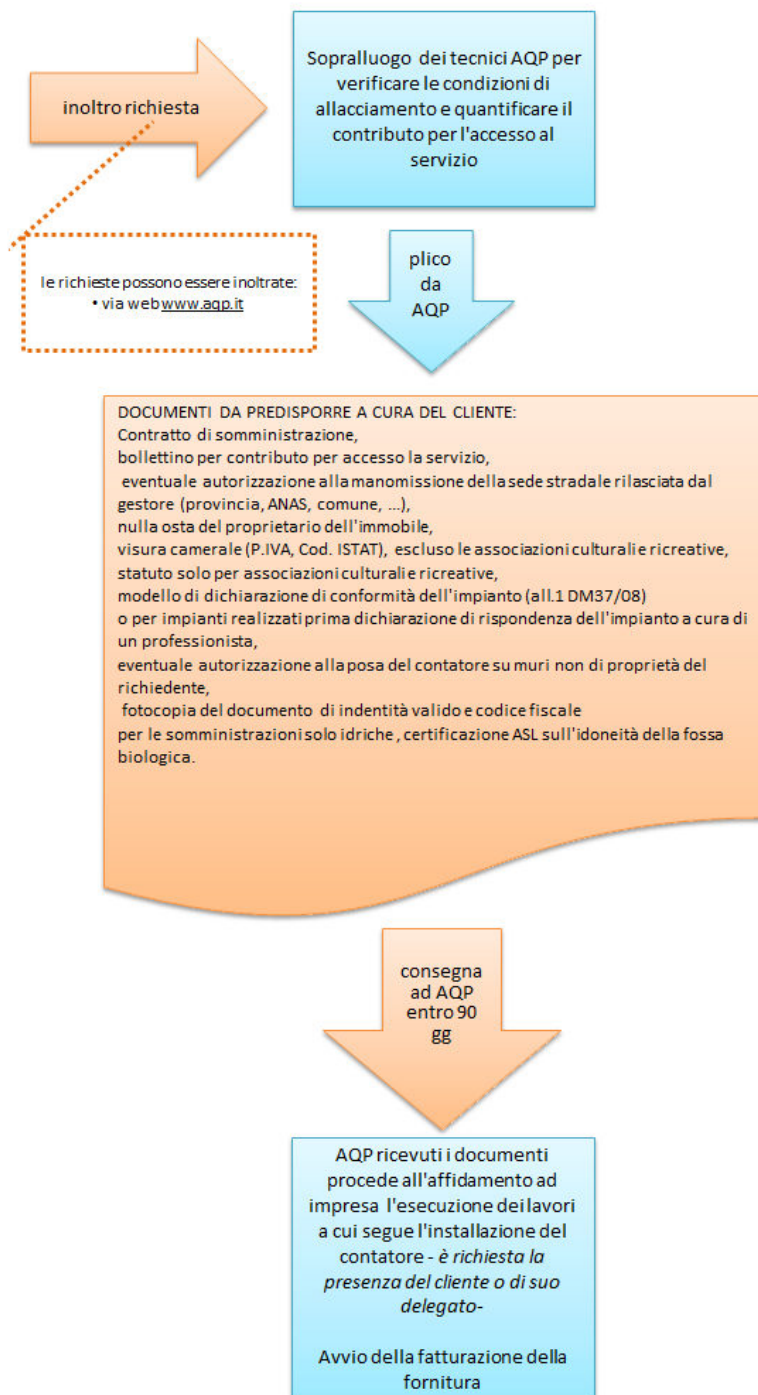 inoltro richiesta
Sopralluogo dei tecnici AQP per
verificare le condizioni di
allacciamento e quantificare il
contributo per l'accesso al
servizio
le richieste possono essere inoltrate:
• via web www.aqp.it
plico
da
AQP
DOCUMENTI DA PREDISPORRE A CURA DEL CLIENTE:
Contratto di somministrazione,
bollettino per contributo per accesso la servizio,
eventuale autorizzazione alla manomissione della sede stradale rilasciata dal
gestore (provincia, ANAS, comune, ...),
nulla osta del proprietario dell'immobile,
visura camerale (P.IVA, Cod. ISTAT), escluso le associazioni culturali e ricreative,
statuto solo per associazioni culturali e ricreative,
modello di dichiarazione di conformità dell'impianto (all.1 DM37/08)
o per impianti realizzati prima dichiarazione di rispondenza dell'impianto a cura di
un professionista,
eventuale autorizzazione alla posa del contatore su muri non di proprietà del
richiedente,
fotocopia del documento di indentità valido e codice fiscale
per le somministrazioni solo idriche, certificazione ASL sull'idoneità della fossa
biologica.
consegna
ad AQP
entro 90
gg
AQP ricevuti i documenti
procede all'affidamento ad
impresa l'esecuzione dei lavori
a cui segue l'installazione del
contatore - è richiesta la
presenza del cliente o di suo
delegato-
Avvio della fatturazione della
fornitura